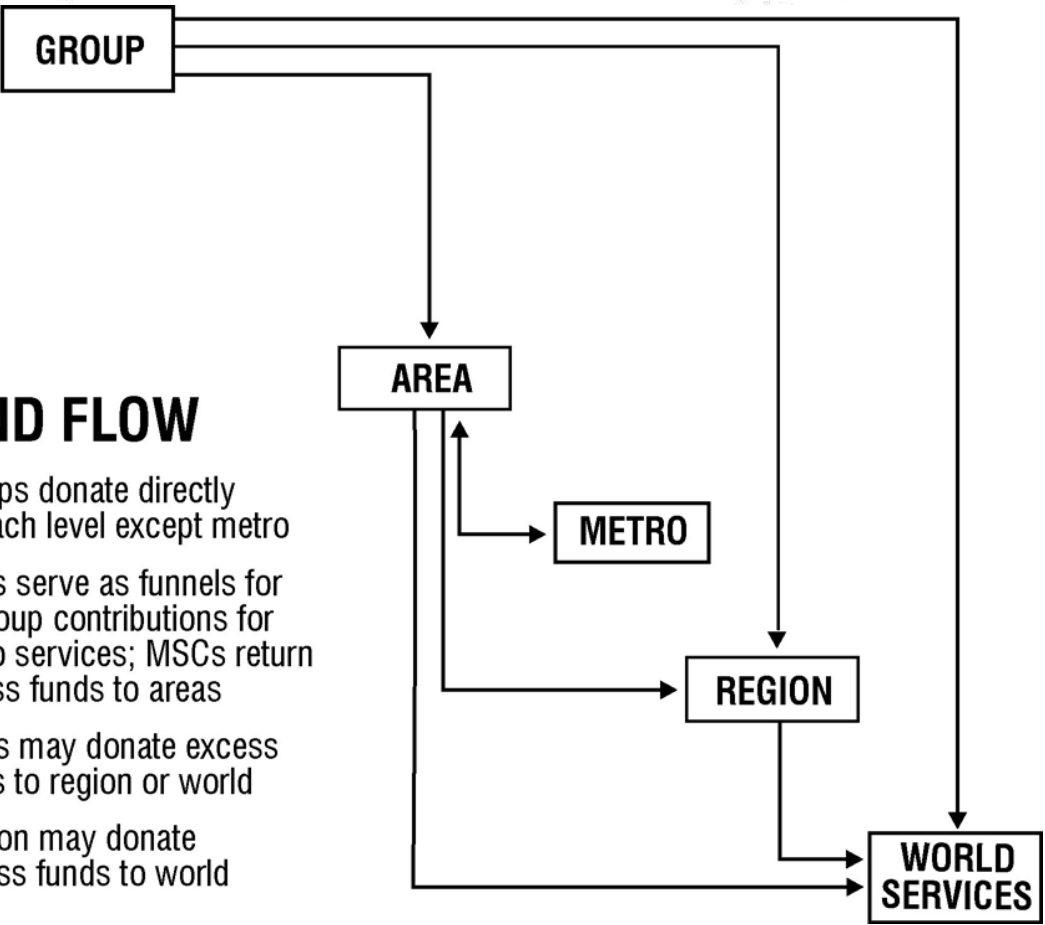 GROUP
AREA
ID FLOW
ps donate directly
ach level except metro
METRO
s serve as funnels for
oup contributions for
o services; MSCs return
ss funds to areas
REGION
s may donate excess
s to region or world
on may donate
ss funds to world
WORLD
SERVICES